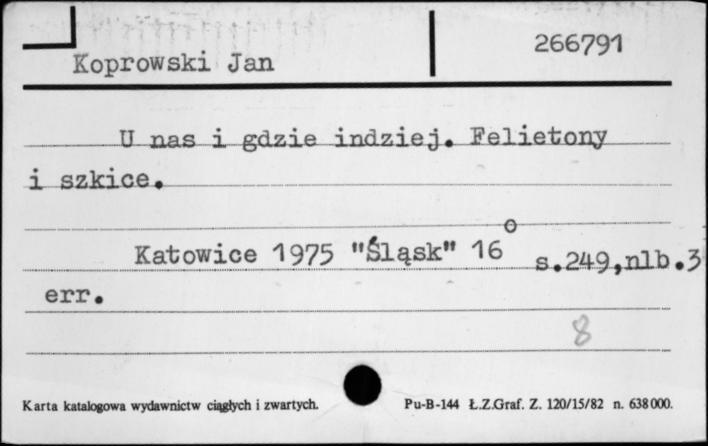 Koprowski Jan 266791
U nas i gdzie indziej. Felietony
i szkice.
Katowice 1975 "Śląsk" 16° s.249,nlb.3
err.
8
Karta katalogowa wydawnictw ciągłych i zwartych. Pu-B-144 Ł.Z.Graf. Z. 120/15/82 n. 638000.